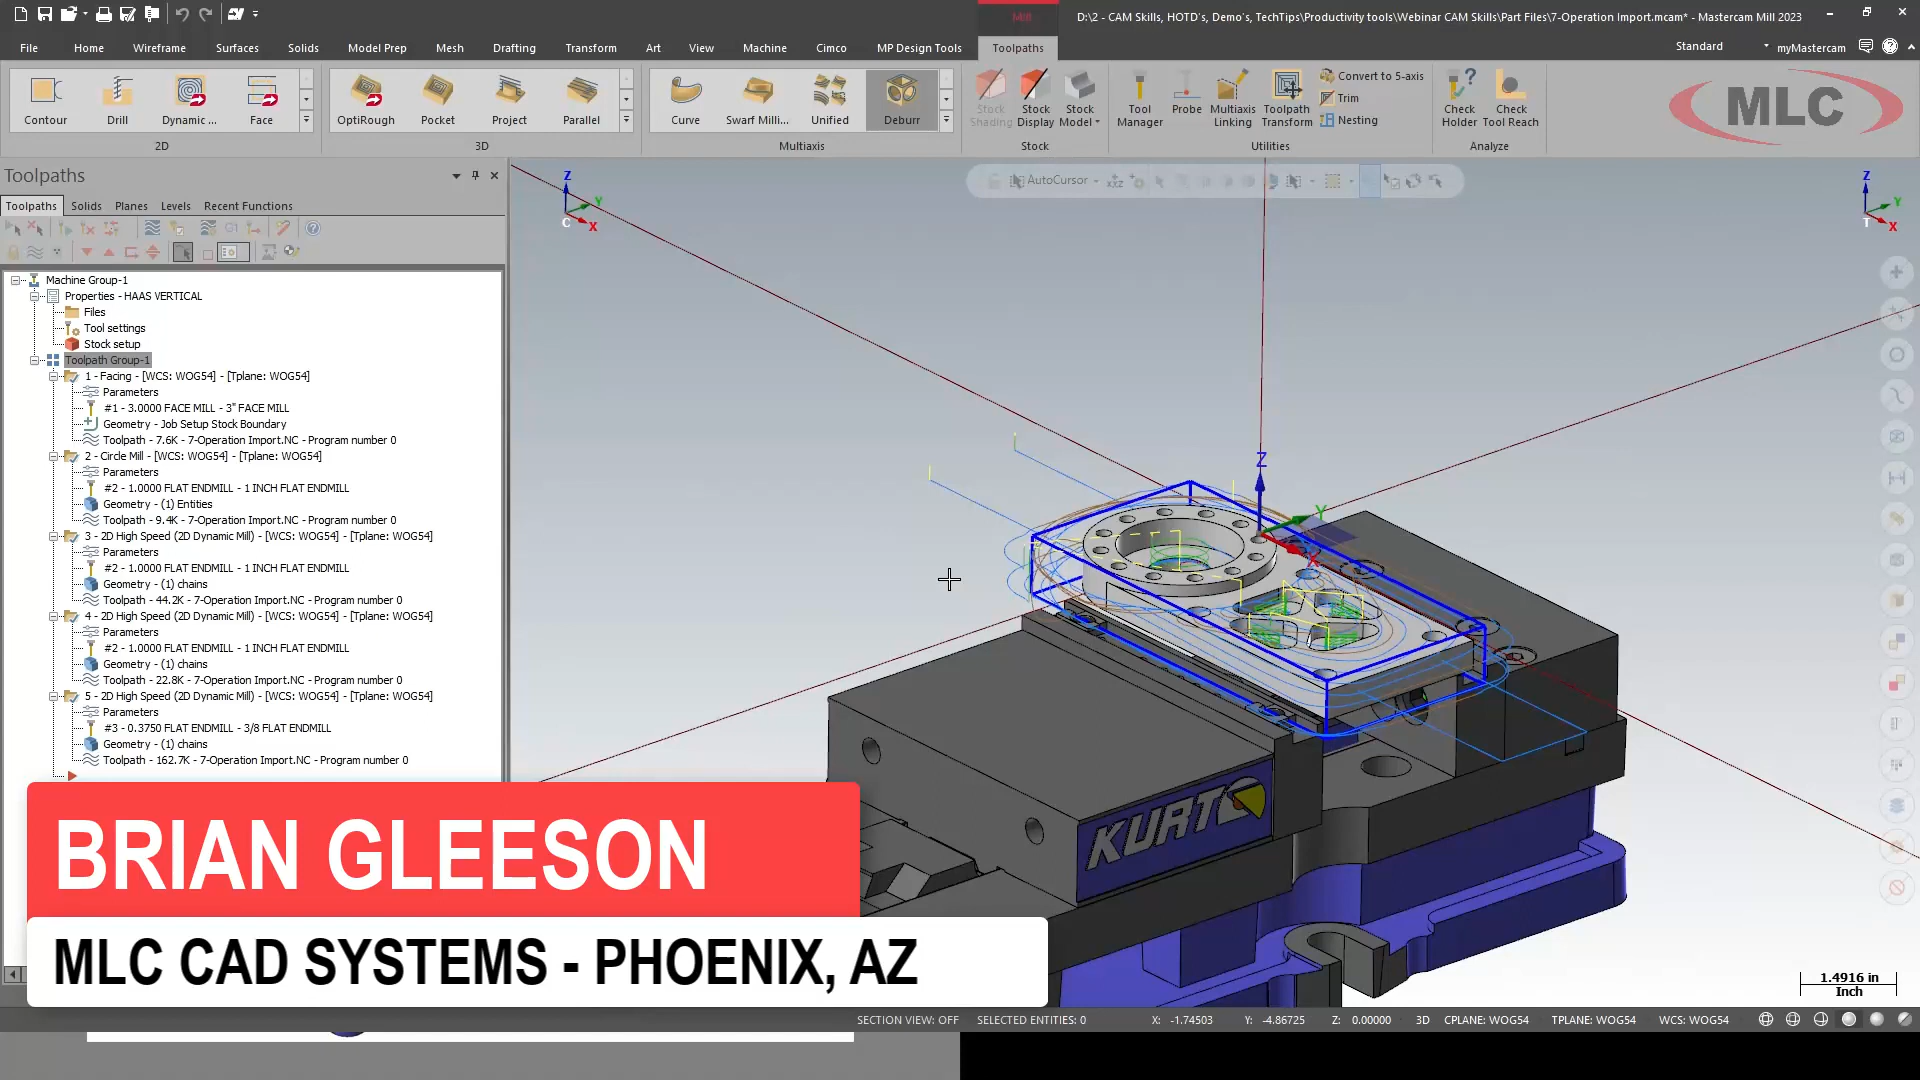 Mill
D:\2 - CAM Skills, HOTD's, Demo's, TechTips\Productivity tools\Webinar CAM Skills\Part Files\7-Operation Import.mcam* - Mastercam Mill 2023
File Home Wireframe Surfaces Solids Model Prep Mesh Drafting Transform Art View Machine Cimco MP Design Tools Toolpaths Standard myMastercam
Contour Drill Dynamic ... Face OptiRough Pocket Project Parallel Curve Swarf Milli... Unified Deburr
Stock Shading Stock Display Stock Model Tool Manager Probe Multiaxis Linking Toolpath Transform
Convert to 5-axis
Trim
Nesting
Check Holder Check Tool Reach
MLC
2D 3D Multiaxis Stock Utilities Analyze
Toolpaths
AutoCursor
Toolpaths Solids Planes Levels Recent Functions
G1
Machine Group-1
Properties - HAAS VERTICAL
Files
Tool settings
Stock setup
Toolpath Group-1
1 - Facing - [WCS: WOG54] - [Tplane: WOG54]
Parameters
#1 - 3.0000 FACE MILL - 3" FACE MILL
Geometry - Job Setup Stock Boundary
Toolpath - 7.6K - 7-Operation Import.NC - Program number 0
2 - Circle Mill - [WCS: WOG54] - [Tplane: WOG54]
Parameters
#2 - 1.0000 FLAT ENDMILL - 1 INCH FLAT ENDMILL
Geometry - (1) Entities
Toolpath - 9.4K - 7-Operation Import.NC - Program number 0
3 - 2D High Speed (2D Dynamic Mill) - [WCS: WOG54] - [Tplane: WOG54]
Parameters
#2 - 1.0000 FLAT ENDMILL - 1 INCH FLAT ENDMILL
Geometry - (1) chains
Toolpath - 44.2K - 7-Operation Import.NC - Program number 0
4 - 2D High Speed (2D Dynamic Mill) - [WCS: WOG54] - [Tplane: WOG54]
Parameters
#2 - 1.0000 FLAT ENDMILL - 1 INCH FLAT ENDMILL
Geometry - (1) chains
Toolpath - 22.8K - 7-Operation Import.NC - Program number 0
5 - 2D High Speed (2D Dynamic Mill) - [WCS: WOG54] - [Tplane: WOG54]
Parameters
#3 - 0.3750 FLAT ENDMILL - 3/8 FLAT ENDMILL
Geometry - (1) chains
Toolpath - 162.7K - 7-Operation Import.NC - Program number 0
Z Y X C
Z Y X T
Z Y X
KURT
BRIAN GLEESON
MLC CAD SYSTEMS - PHOENIX, AZ
1.4916 in
Inch
SECTION VIEW: OFF SELECTED ENTITIES: 0 X: -1.74503 Y: -4.86725 Z: 0.00000 3D CPLANE: WOG54 TPLANE: WOG54 WCS: WOG54